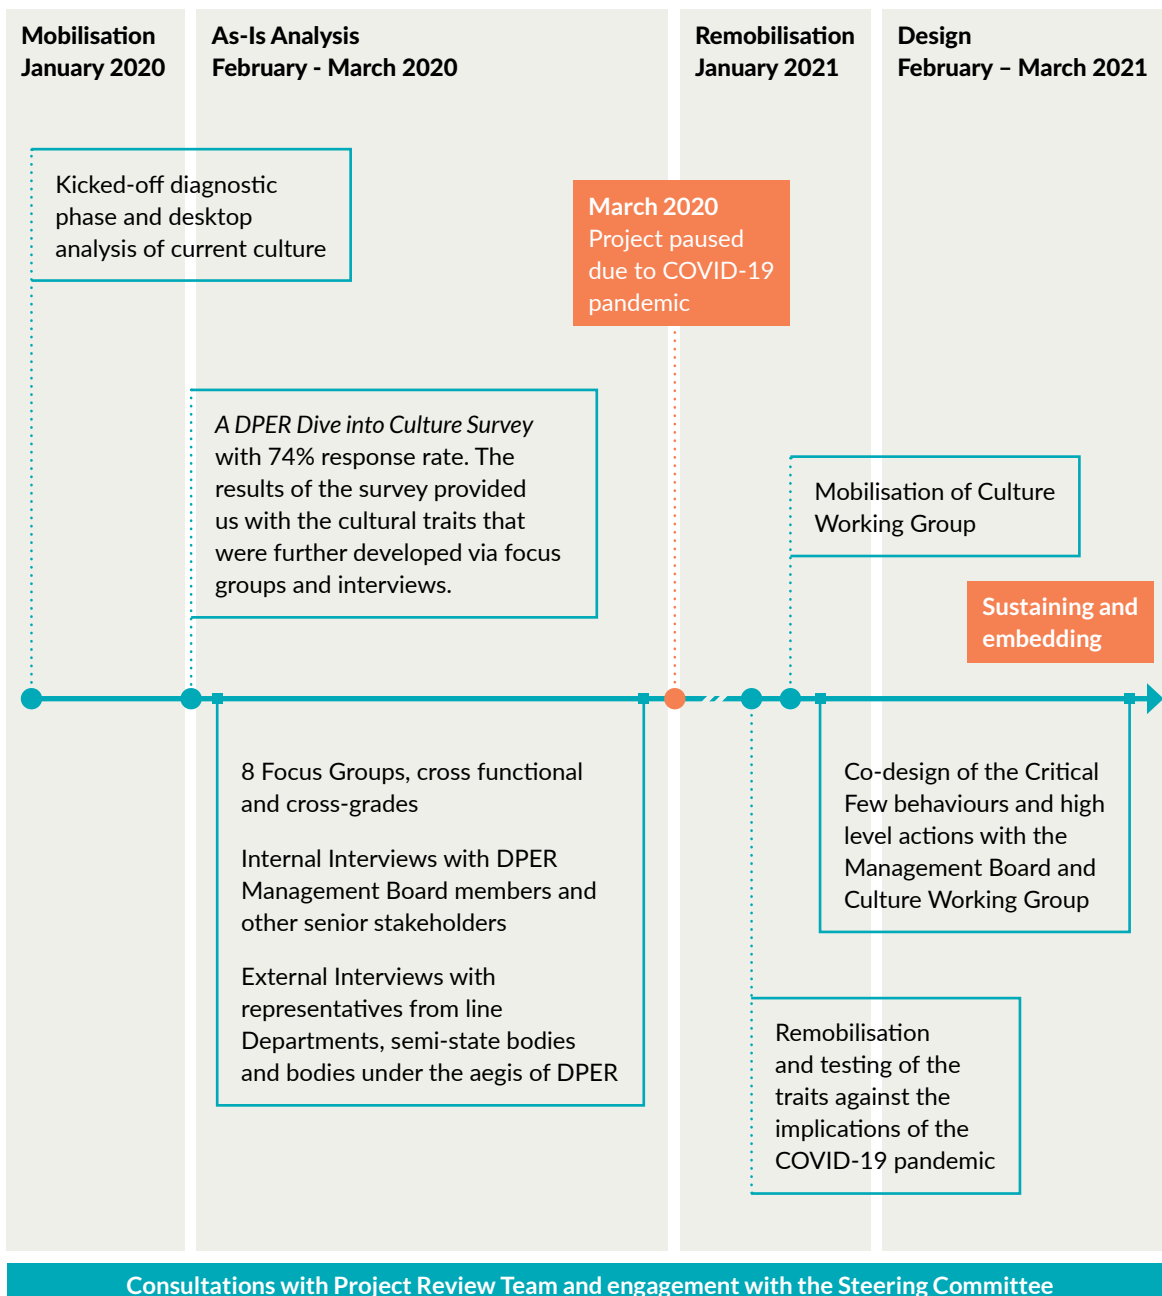 Mobilisation
January 2020
As-Is Analysis
February - March 2020
Remobilisation
January 2021
Design
February – March 2021
Kicked-off diagnostic
phase and desktop
analysis of current culture
March 2020
Project paused
due to COVID-19
pandemic
A DPER Dive into Culture Survey
with 74% response rate. The
results of the survey provided
us with the cultural traits that
were further developed via focus
groups and interviews.
Mobilisation of Culture
Working Group
Sustaining and
embedding
8 Focus Groups, cross functional
and cross-grades
Internal Interviews with DPER
Management Board members and
other senior stakeholders
External Interviews with
representatives from line
Departments, semi-state bodies
and bodies under the aegis of DPER
Co-design of the Critical
Few behaviours and high
level actions with the
Management Board and
Culture Working Group
Remobilisation
and testing of the
traits against the
implications of the
COVID-19 pandemic
Consultations with Project Review Team and engagement with the Steering Committee